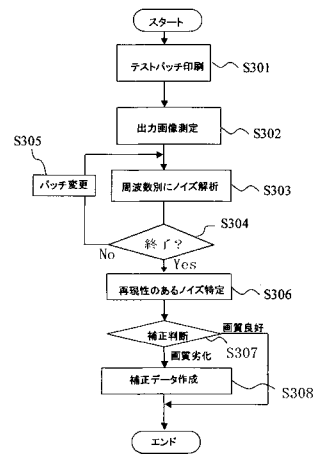 スタート
テストパッチ印刷
S301
出力画像測定
S302
S305
パッチ変更
周波数別にノイズ解析
S303
S304
終了?
No
Yes
再現性のあるノイズ特定
S306
補正判断
画質良好
S307
画質劣化
補正データ作成
S308
エンド